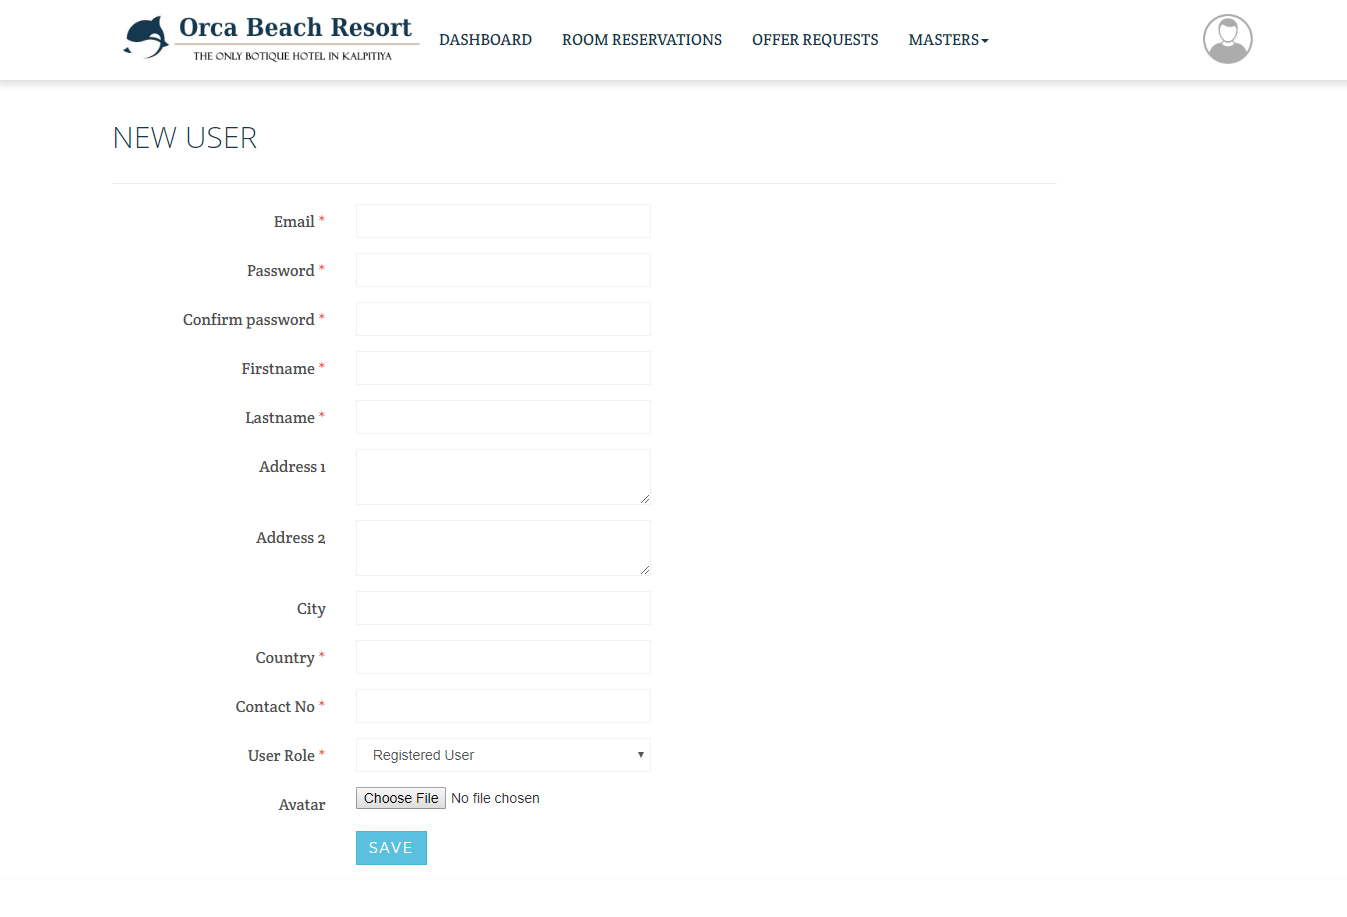 Orca Beach Resort
THE ONLY BOTIQUE HOTEL IN KALPITIYA
DASHBOARD ROOM RESERVATIONS OFFER REQUESTS MASTERS
NEW USER
Email *
Password *
Confirm password *
Firstname *
Lastname *
Address 1
Address 2
City
Country *
Contact No *
User Role * Registered User
Avatar Choose File No file chosen
SAVE